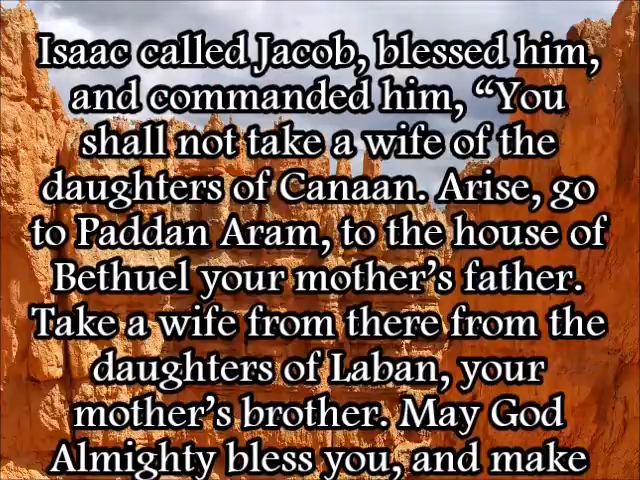 Isaac called Jacob, blessed him,
and commanded him, “You
shall not take a wife of the
daughters of Canaan. Arise, go
to Paddan Aram, to the house of
Bethuel your mother’s father.
Take a wife from there from the
daughters of Laban, your
mother’s brother. May God
Almighty bless you, and make